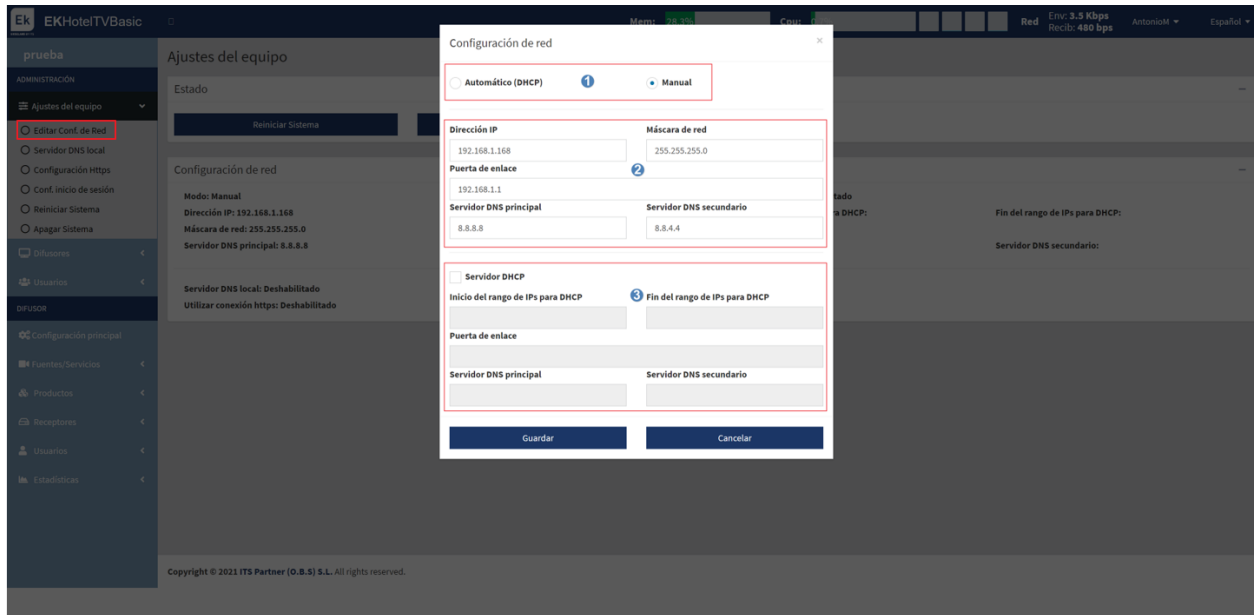 Ek EKHotelTVBasic
Mem: 28.3%
Cpu:
Red
Env: 3.5 Kbps
Recib: 480 bps
AntonioM
Español
prueba
ADMINISTRACIÓN
Ajustes del equipo
Editar Conf. de Red
Servidor DNS local
Configuración Https
Conf. inicio de sesión
Reiniciar Sistema
Apagar Sistema
Difusores
Usuarios
DIFUSOR
Configuración principal
Fuentes/Servicios
Productos
Receptores
Usuarios
Estadísticas
Ajustes del equipo
Estado
Reiniciar Sistema
Configuración de red
Modo: Manual
Dirección IP: 192.168.1.168
Máscara de red: 255.255.255.0
Servidor DNS principal: 8.8.8.8
Servidor DNS local: Deshabilitado
Utilizar conexión https: Deshabilitado
Configuración de red ×
Automático (DHCP) 1 Manual
Dirección IP Máscara de red
192.168.1.168 255.255.255.0
Puerta de enlace 2
192.168.1.1
Servidor DNS principal Servidor DNS secundario
8.8.8.8 8.8.4.4
Servidor DHCP
Inicio del rango de IPs para DHCP 3 Fin del rango de IPs para DHCP
Puerta de enlace
Servidor DNS principal Servidor DNS secundario
Guardar Cancelar
tado
ra DHCP: Fin del rango de IPs para DHCP:
Servidor DNS secundario:
Copyright © 2021 ITS Partner (O.B.S) S.L. All rights reserved.